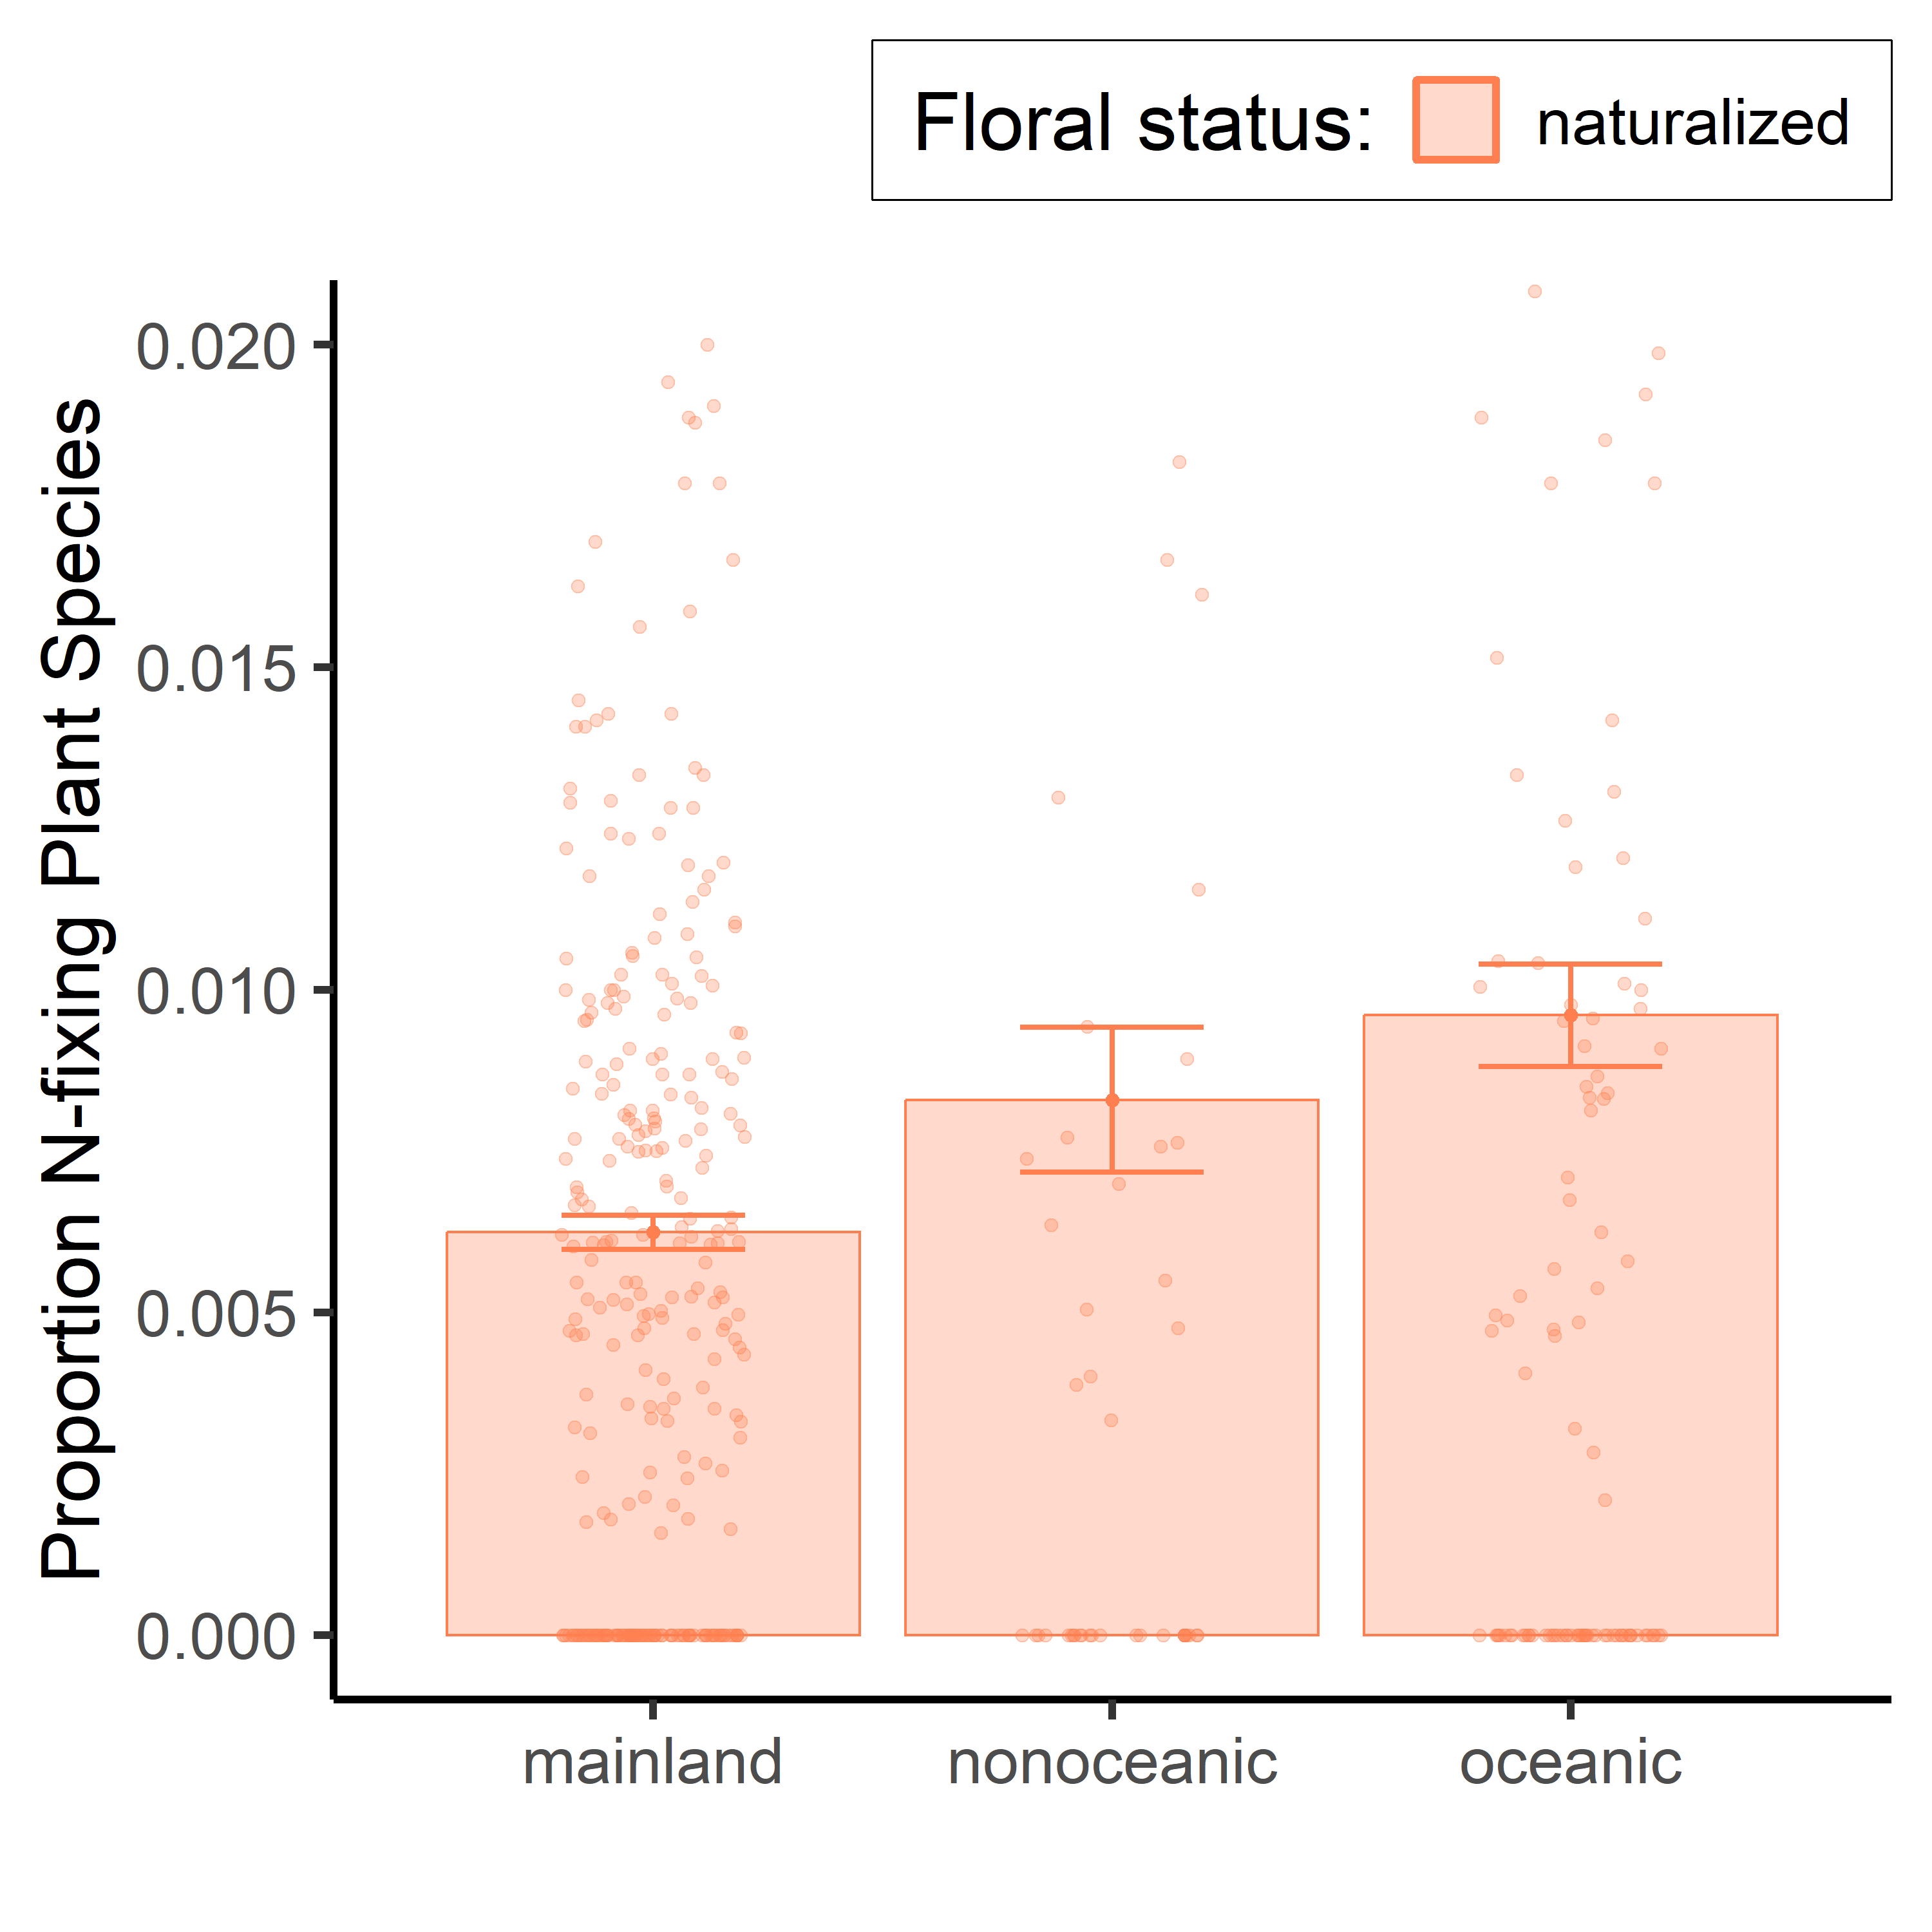 Floral status: naturalized
Proportion N-fixing Plant Species
0.020
0.015
0.010
0.005
0.000
mainland nonoceanic oceanic